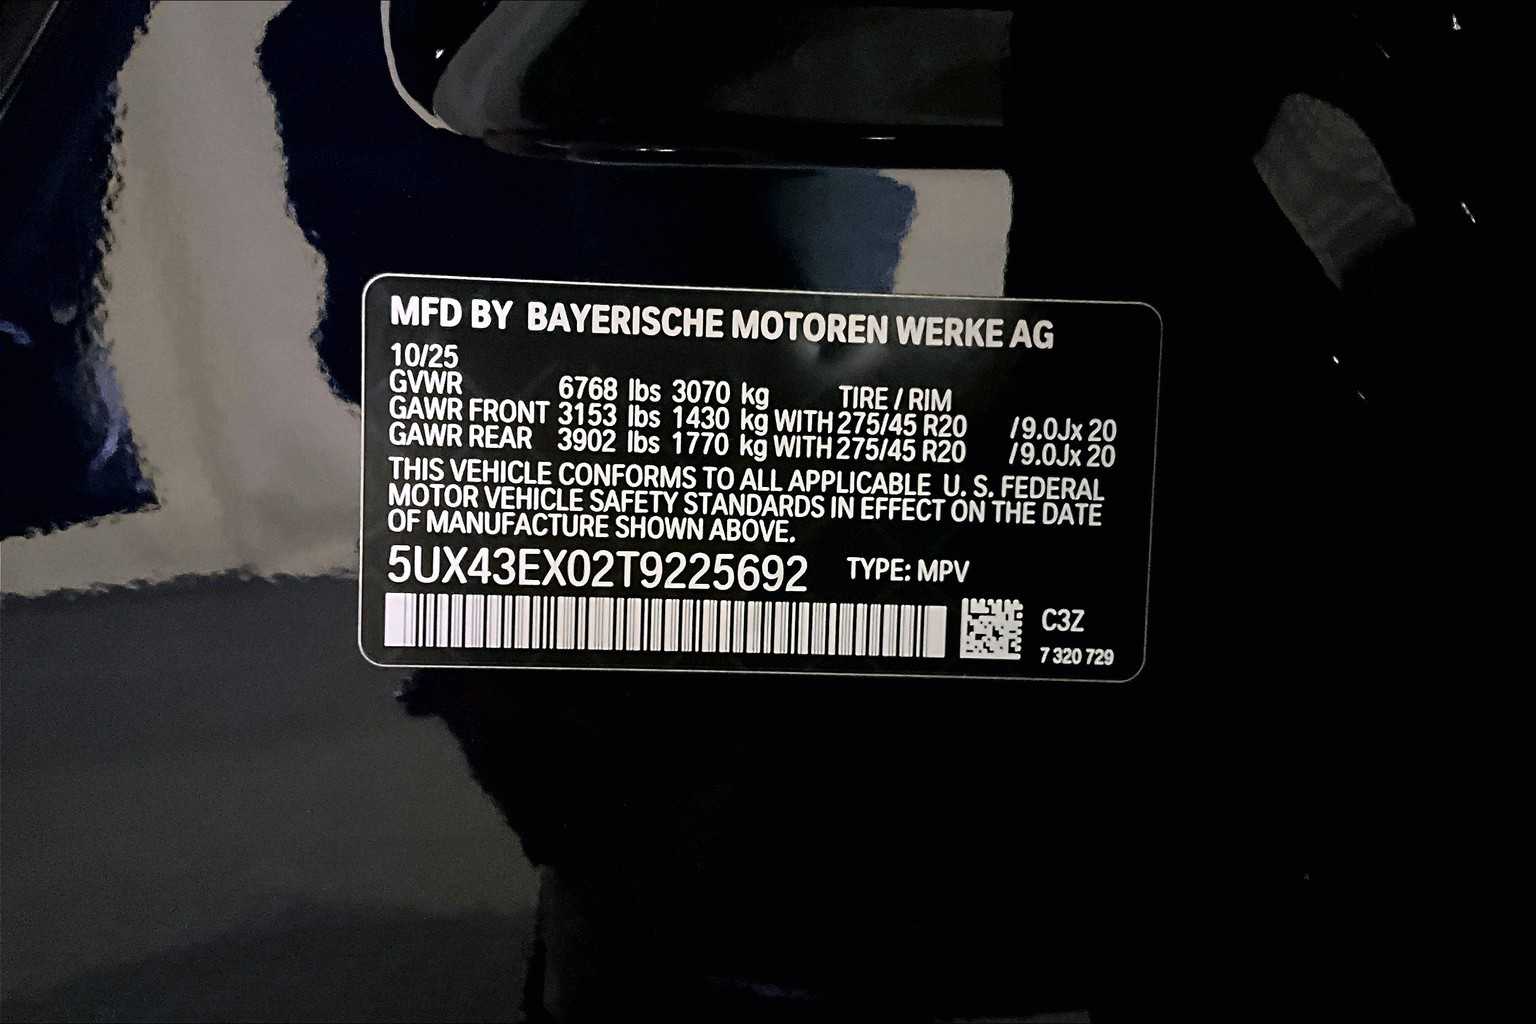 MFD BY BAYERISCHE MOTOREN WERKE AG
10/25
GVWR 6768 lbs 3070 kg TIRE / RIM
GAWR FRONT 3153 lbs 1430 kg WITH 275/45 R20 /9.0Jx 20
GAWR REAR 3902 lbs 1770 kg WITH 275/45 R20 /9.0Jx 20
THIS VEHICLE CONFORMS TO ALL APPLICABLE U. S. FEDERAL
MOTOR VEHICLE SAFETY STANDARDS IN EFFECT ON THE DATE
OF MANUFACTURE SHOWN ABOVE.
5UX43EX02T9225692 TYPE: MPV
C3Z
7 320 729